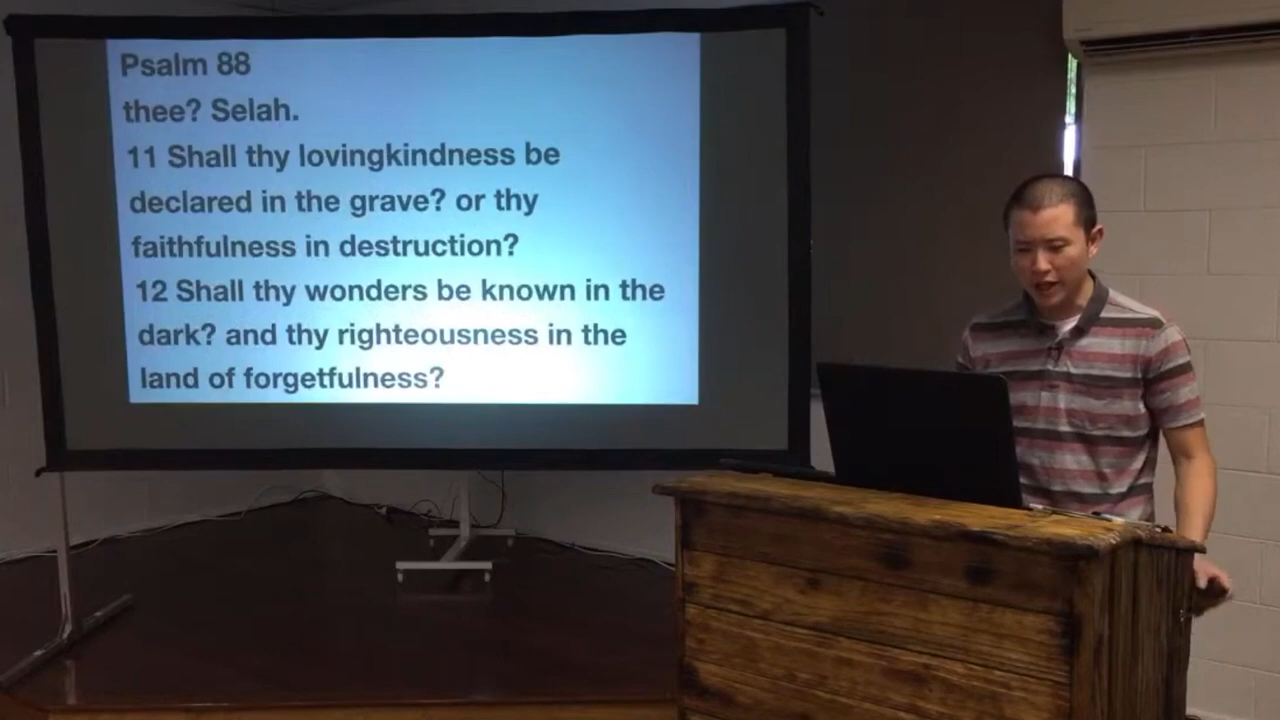 Psalm 88
thee? Selah.
11 Shall thy lovingkindness be
declared in the grave? or thy
faithfulness in destruction?
12 Shall thy wonders be known in the
dark? and thy righteousness in the
land of forgetfulness?